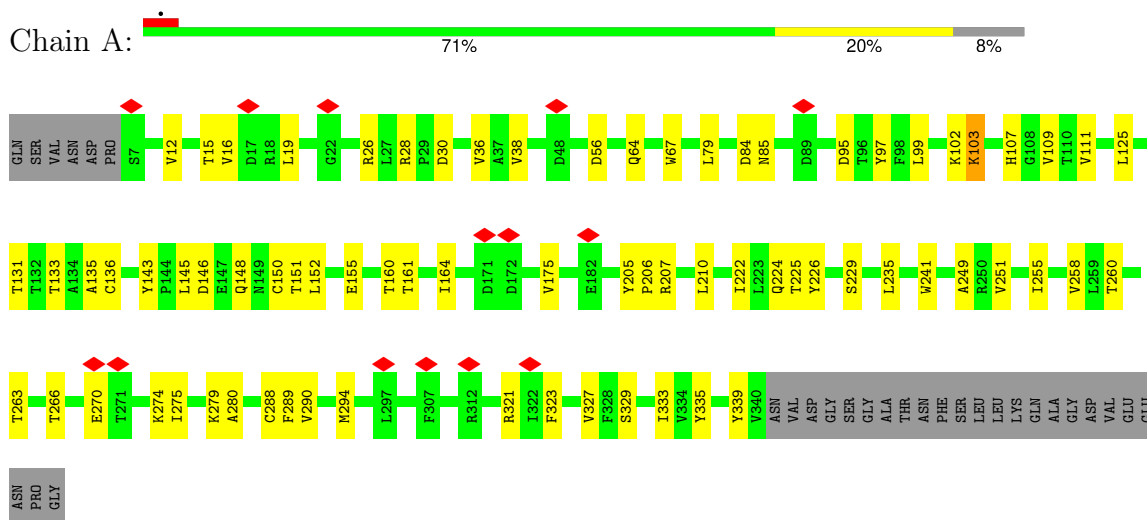 Chain A:
71% 20% 8%
GLN SER VAL ASN ASP PRO S7 V12 T15 V16 D17 R18 L19 G22 R26 L27 R28 P29 D30 V36 A37 V38 D48 D56 Q64 W67 L79 D84 N85 D89 D95 T96 Y97 F98 L99 K102 K103 H107 G108 V109 T110 V111 L125
T131 T132 T133 A134 A135 C136 Y143 P144 L145 D146 E147 Q148 N149 C150 T151 L152 E155 T160 T161 I164 D171 D172 V175 E182 Y205 P206 R207 L210 I222 L223 Q224 T225 Y226 S229 L235 W241 A249 R250 V251 I255 V258 L259 T260
T263 T266 E270 T271 K274 I275 K279 A280 C288 F289 V290 M294 L297 F307 R312 R321 I322 F323 V327 F328 S329 I333 V334 Y335 Y339 V340 ASN VAL ASP GLY SER GLY ALA THR ASN PHE SER LEU LEU LYS GLN ALA GLY ASP VAL GLU GLU
ASN PRO GLY